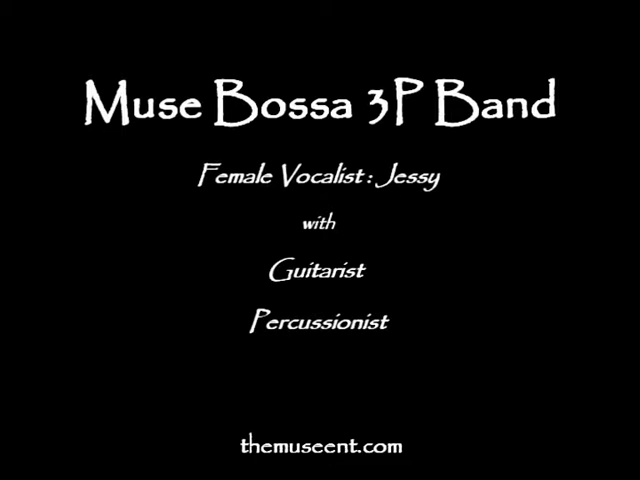 Muse Bossa 3P Band
Female Vocalist : Jessy
with
Guitarist
Percussionist
themuseent.com